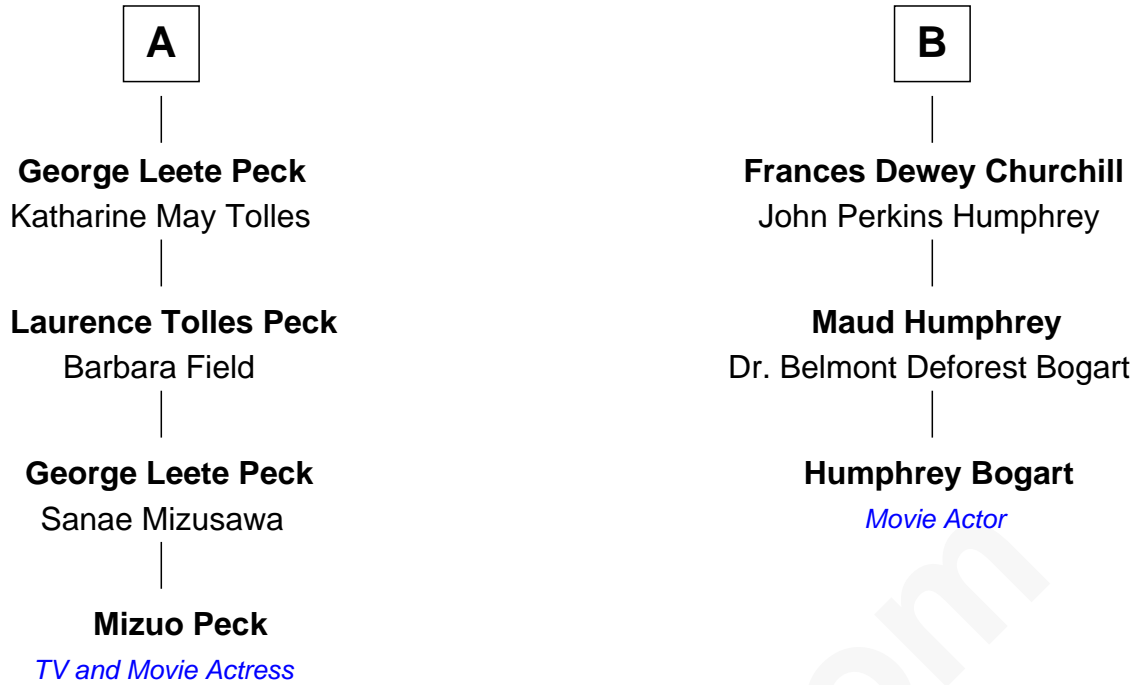 A
George Leete Peck
Katharine May Tolles
Laurence Tolles Peck
Barbara Field
George Leete Peck
Sanae Mizusawa
Mizuo Peck
TV and Movie Actress
B
Frances Dewey Churchill
John Perkins Humphrey
Maud Humphrey
Dr. Belmont Deforest Bogart
Humphrey Bogart
Movie Actor
om